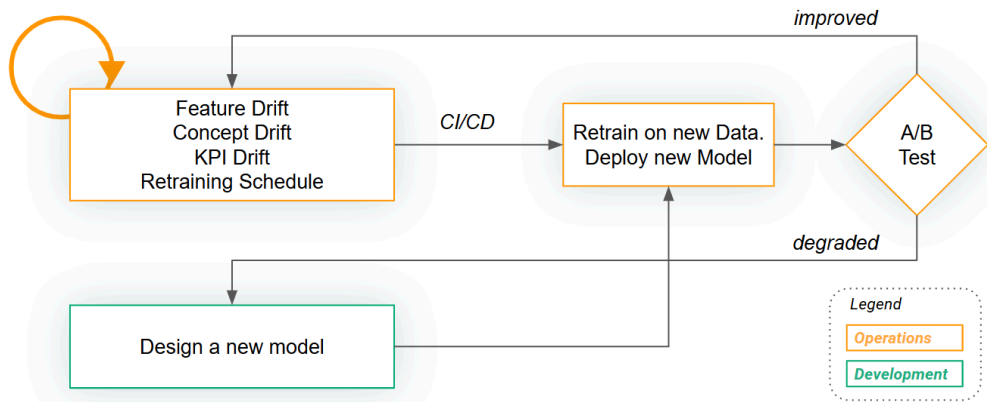 improved
Feature Drift
Concept Drift
KPI Drift
Retraining Schedule
CI/CD
Retrain on new Data.
Deploy new Model
A/B
Test
degraded
Design a new model
Legend
Operations
Development